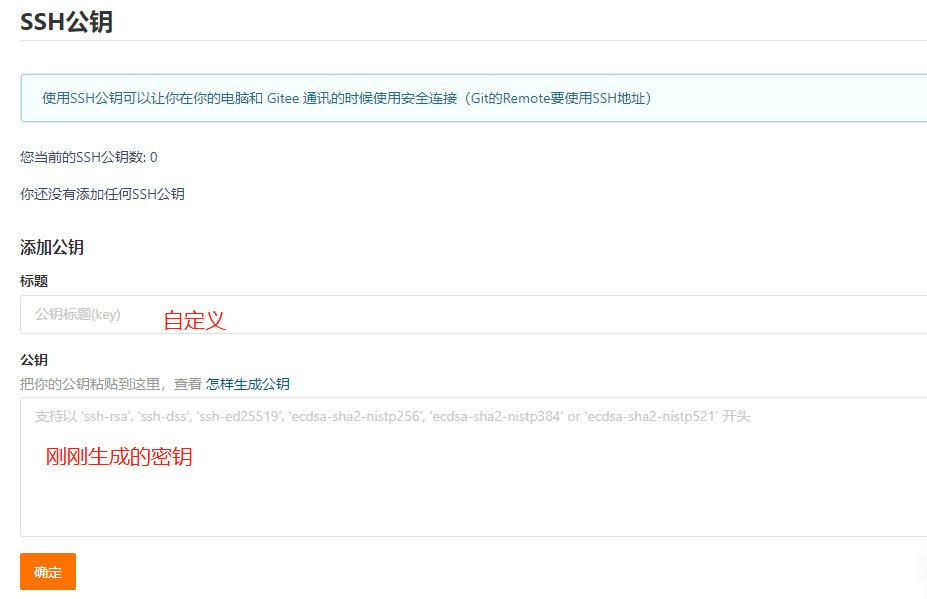 SSH公钥
使用SSH公钥可以让你在你的电脑和 Gitee 通讯的时候使用安全连接（Git的Remote要使用SSH地址）
您当前的SSH公钥数: 0
你还没有添加任何SSH公钥
添加公钥
标题
公钥标题(key)
自定义
公钥
把你的公钥粘贴到这里，查看 怎样生成公钥
支持以 'ssh-rsa', 'ssh-dss', 'ssh-ed25519', 'ecdsa-sha2-nistp256', 'ecdsa-sha2-nistp384' or 'ecdsa-sha2-nistp521' 开头
刚刚生成的密钥
确定